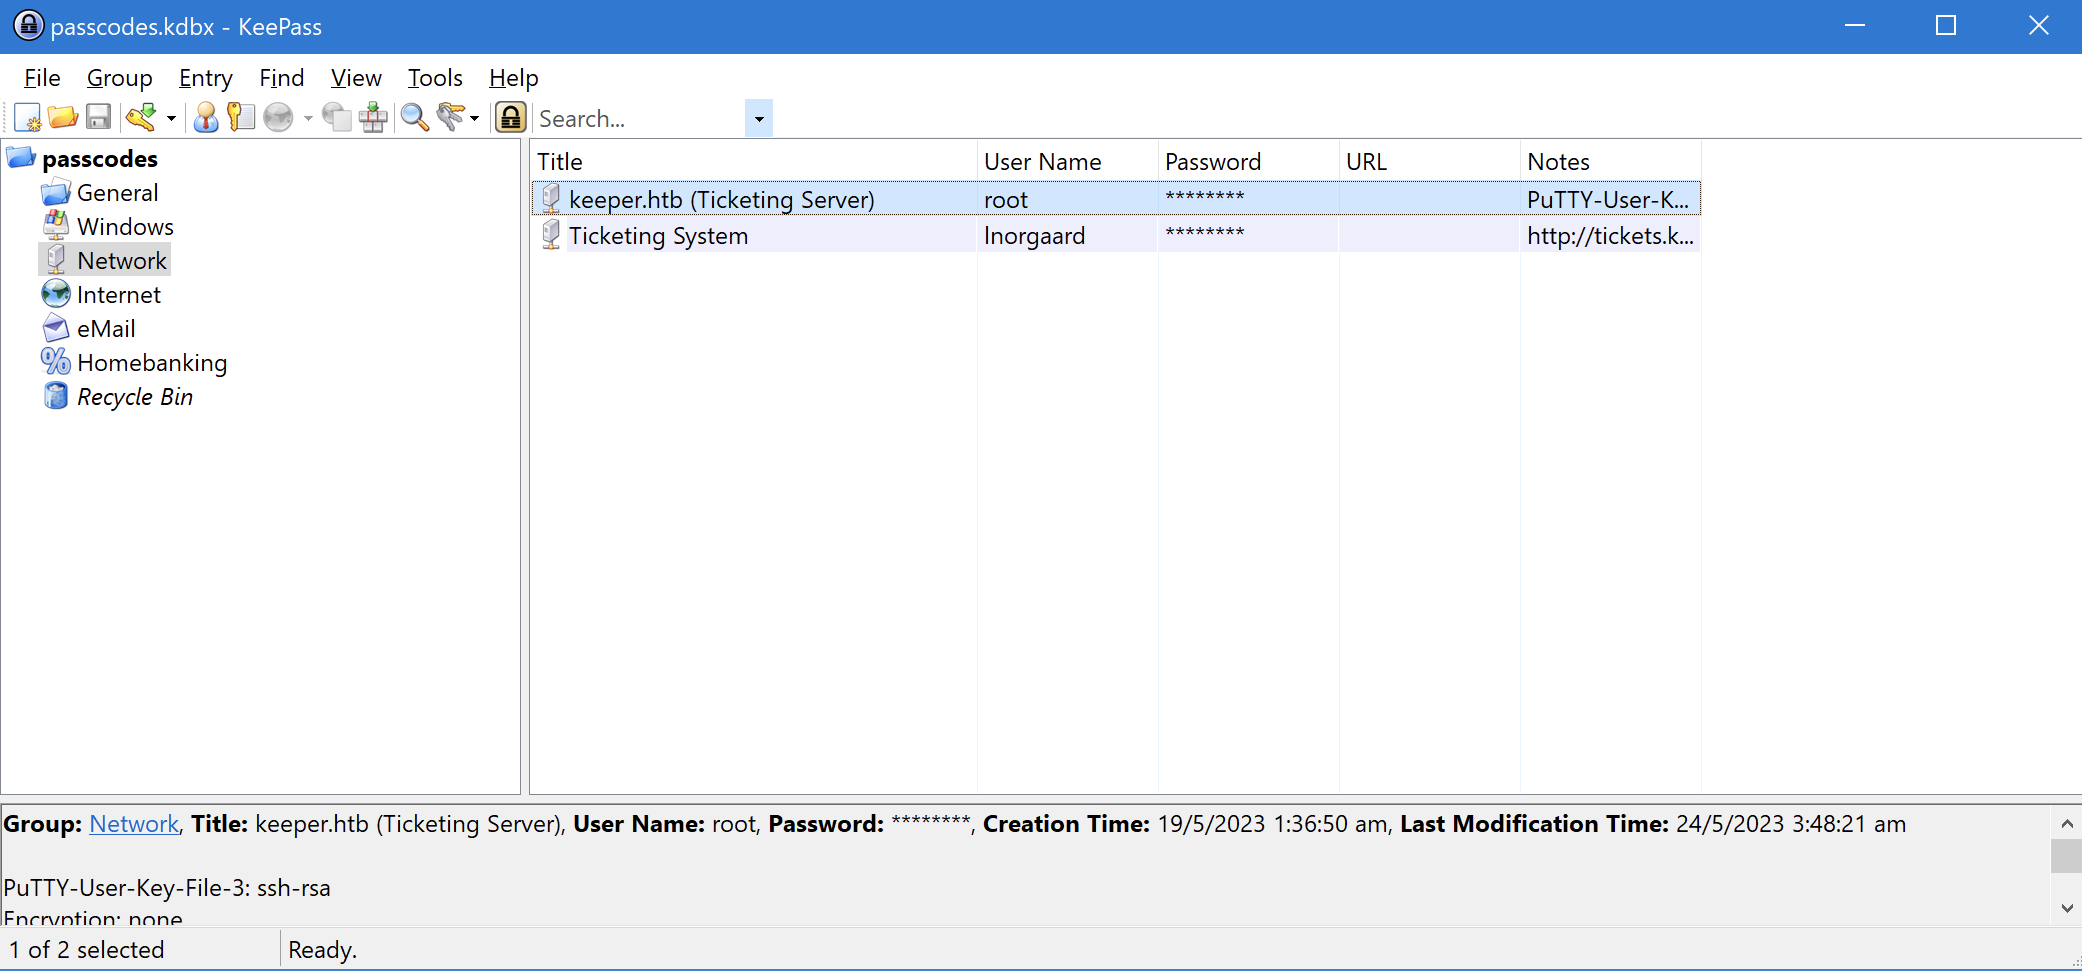 passcodes.kdbx - KeePass
File Group Entry Find View Tools Help
Search...
passcodes
General
Windows
Network
Internet
eMail
Homebanking
Recycle Bin
Title User Name Password URL Notes
keeper.htb (Ticketing Server) root ******** PuTTY-User-K...
Ticketing System lnorgaard ******** http://tickets.k...
Group: Network, Title: keeper.htb (Ticketing Server), User Name: root, Password: ********, Creation Time: 19/5/2023 1:36:50 am, Last Modification Time: 24/5/2023 3:48:21 am
PuTTY-User-Key-File-3: ssh-rsa
Encryption: none
1 of 2 selected Ready.